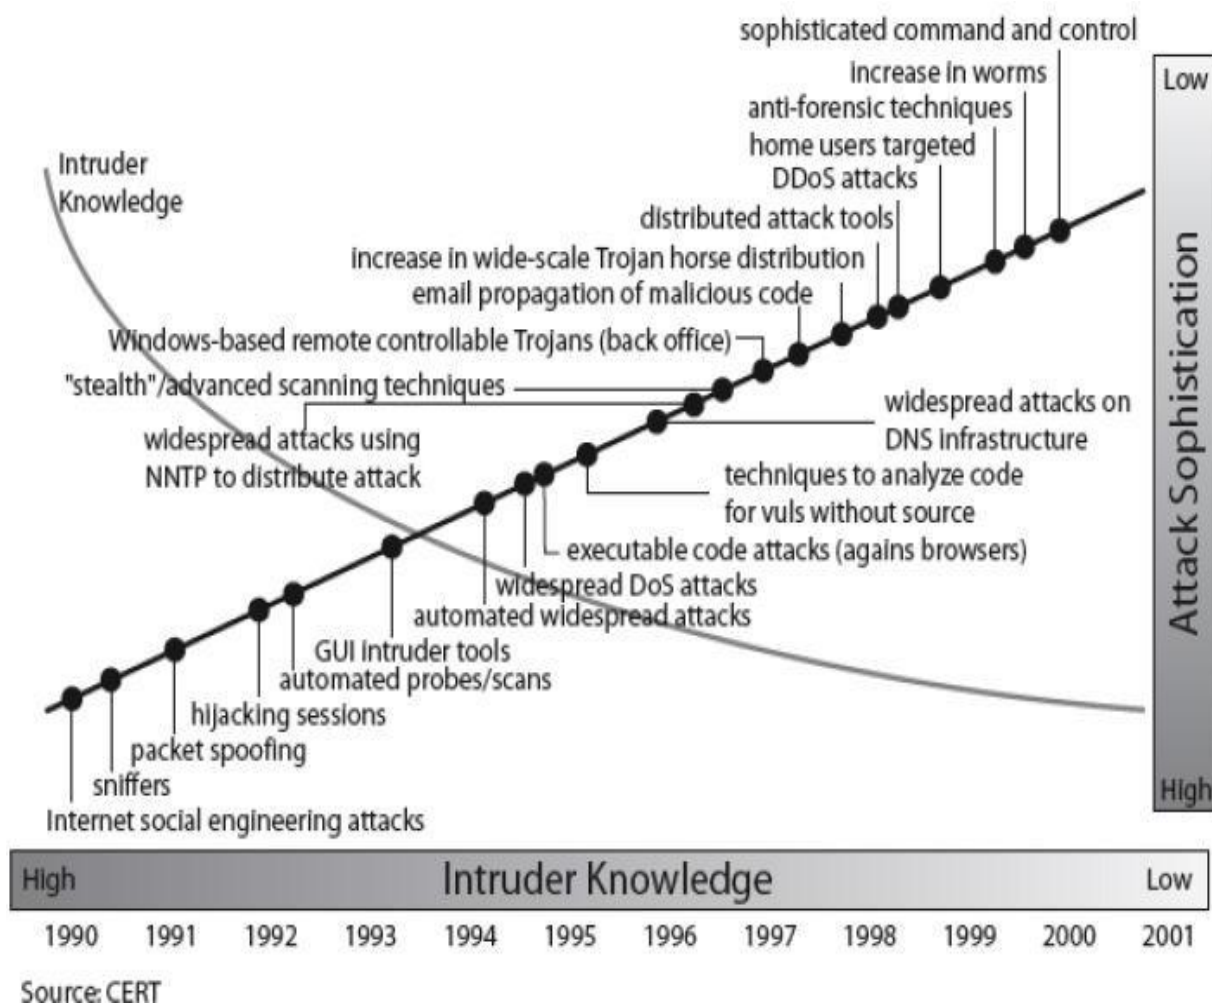 sophisticated command and control
Low
increase in worms
anti-forensic techniques
home users targeted
DDoS attacks
Intruder
Knowledge
distributed attack tools
increase in wide-scale Trojan horse distribution
email propagation of malicious code
Windows-based remote controllable Trojans (back office)
"stealth"/advanced scanning techniques
widespread attacks using
NNTP to distribute attack
widespread attacks on
DNS infrastructure
techniques to analyze code
for vuls without source
executable code attacks (agains browsers)
widespread DoS attacks
automated widespread attacks
GUI intruder tools
automated probes/scans
hijacking sessions
packet spoofing
sniffers
Internet social engineering attacks
Attack Sophistication
High
High
Intruder Knowledge
Low
1990 1991 1992 1993 1994 1995 1996 1997 1998 1999 2000 2001
Source: CERT